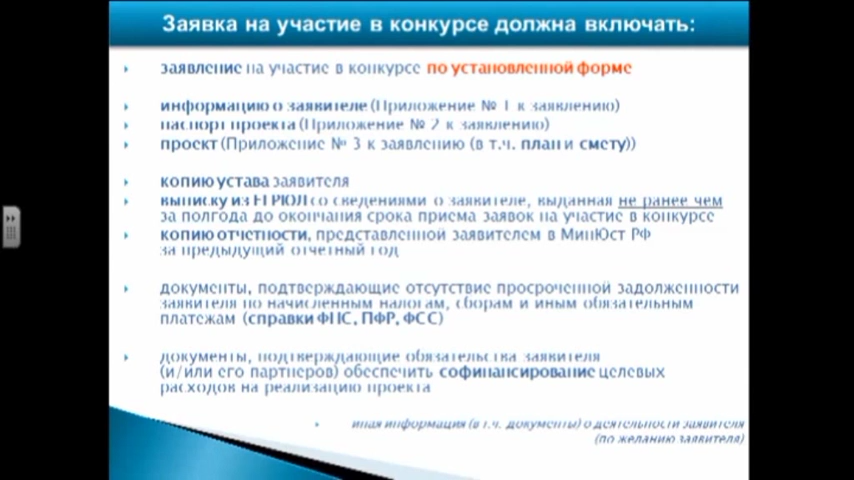 Заявка на участие в конкурсе должна включать:
заявление на участие в конкурсе по установленной форме
информацию о заявителе (Приложение № 1 к заявлению)
паспорт проекта (Приложение № 2 к заявлению)
проект (Приложение № 3 к заявлению (в т.ч. план и смету))
копию устава заявителя
выписку из ЕГРЮЛ со сведениями о заявителе, выданная не ранее чем
за полгода до окончания срока приема заявок на участие в конкурсе
копию отчетности, представленной заявителем в МинЮст РФ
за предыдущий отчетный год
документы, подтверждающие отсутствие просроченной задолженности
заявителя по начисленным налогам, сборам и иным обязательным
платежам (справки ФНС, ПФР, ФСС)
документы, подтверждающие обязательства заявителя
(и/или его партнеров) обеспечить софинансирование целевых
расходов на реализацию проекта
иная информация (в т.ч. документы) о деятельности заявителя
(по желанию заявителя)